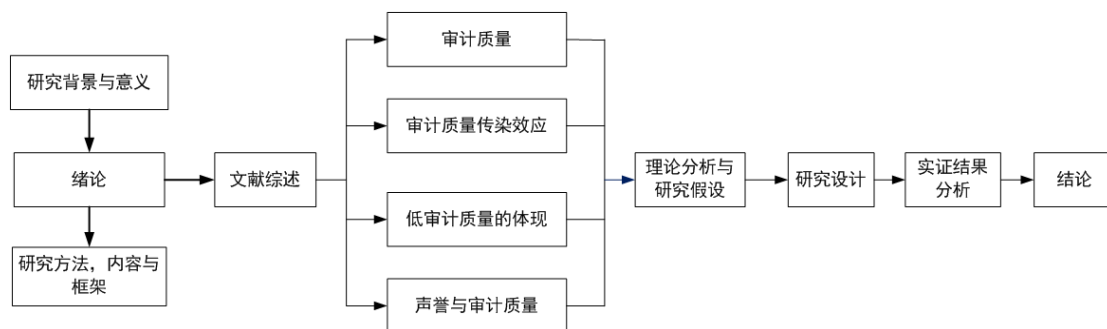 研究背景与意义
绪论
研究方法，内容与
框架
文献综述
审计质量
审计质量传染效应
低审计质量的体现
声誉与审计质量
理论分析与
研究假设
研究设计
实证结果
分析
结论